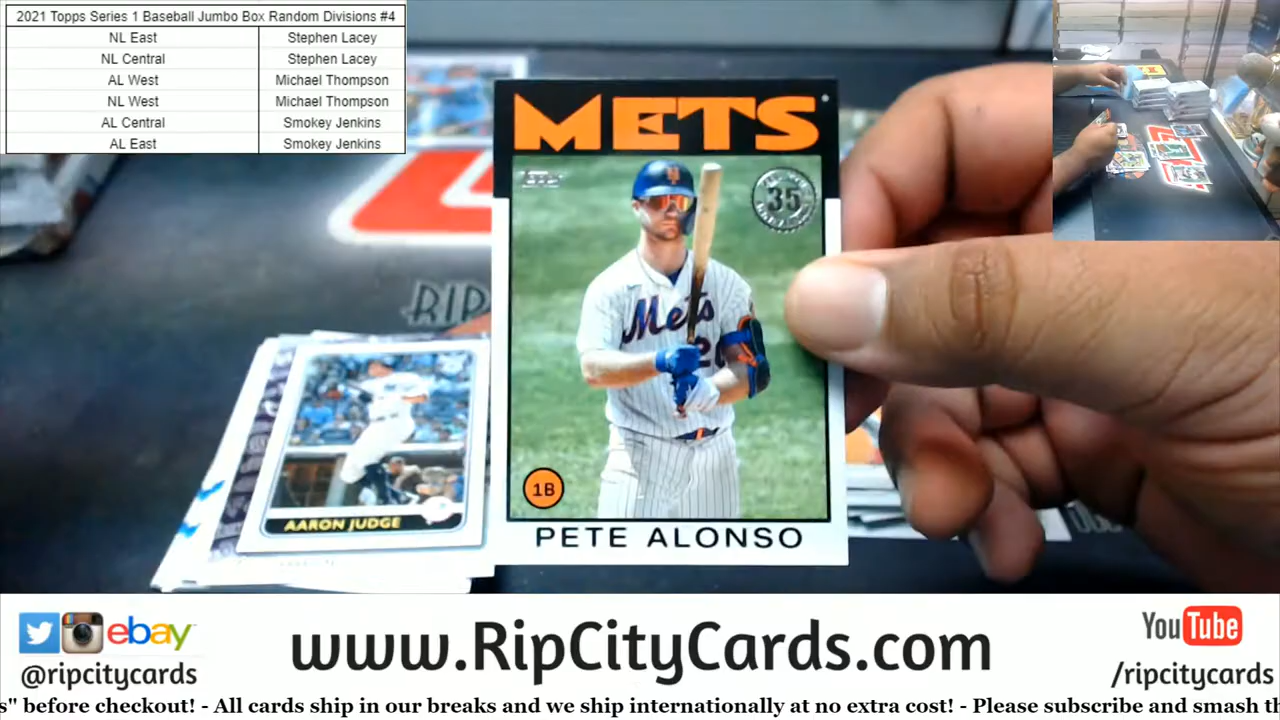 2021 Topps Series 1 Baseball Jumbo Box Random Divisions #4
NL East Stephen Lacey
NL Central Stephen Lacey
AL West Michael Thompson
NL West Michael Thompson
AL Central Smokey Jenkins
AL East Smokey Jenkins
METS
Topps
35
Mets
RIP
1B
AARON JUDGE
PETE ALONSO
ebay
@ripcitycards
www.RipCityCards.com
YouTube
/ripcitycards
s" before checkout! - All cards ship in our breaks and we ship internationally at no extra cost! - Please subscribe and smash th